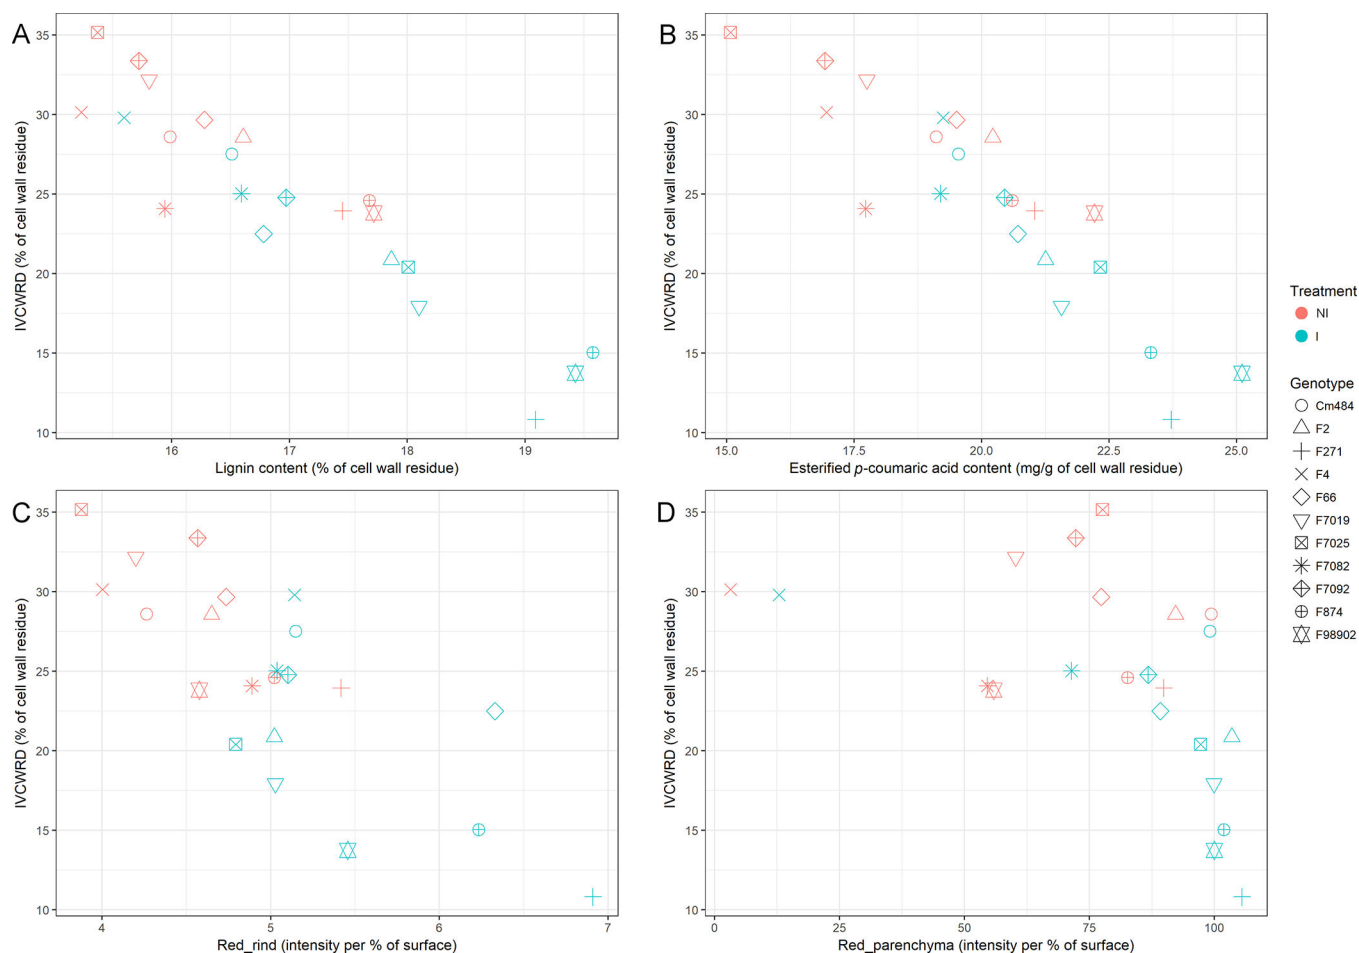 A
35
30
25
20
15
10
IVCWRD (% of cell wall residue)
16 17 18 19
Lignin content (% of cell wall residue)
B
35
30
25
20
15
10
IVCWRD (% of cell wall residue)
15.0 17.5 20.0 22.5 25.0
Esterified p-coumaric acid content (mg/g of cell wall residue)
C
35
30
25
20
15
10
IVCWRD (% of cell wall residue)
4 5 6 7
Red_rind (intensity per % of surface)
D
35
30
25
20
15
10
IVCWRD (% of cell wall residue)
0 25 50 75 100
Red_parenchyma (intensity per % of surface)
Treatment
NI
I
Genotype
Cm484
F2
F271
F4
F66
F7019
F7025
F7082
F7092
F874
F98902